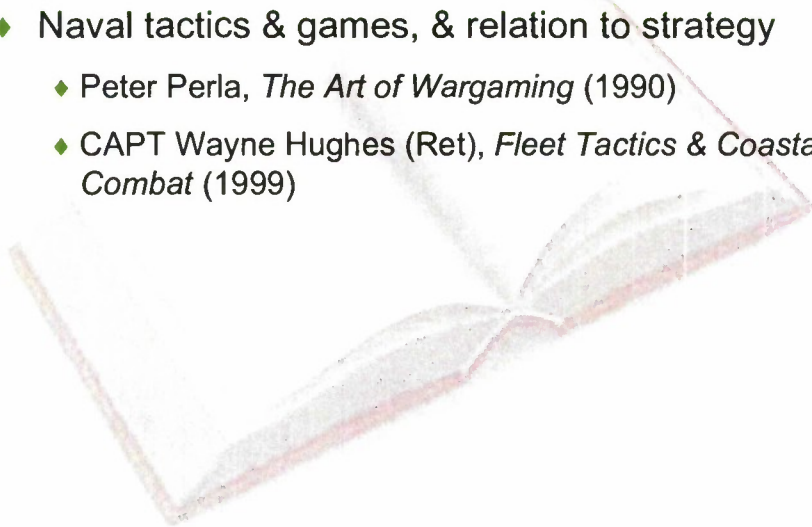 ♦ Naval tactics & games, & relation to strategy
♦ Peter Perla, The Art of Wargaming (1990)
♦ CAPT Wayne Hughes (Ret), Fleet Tactics & Coasta
Combat (1999)